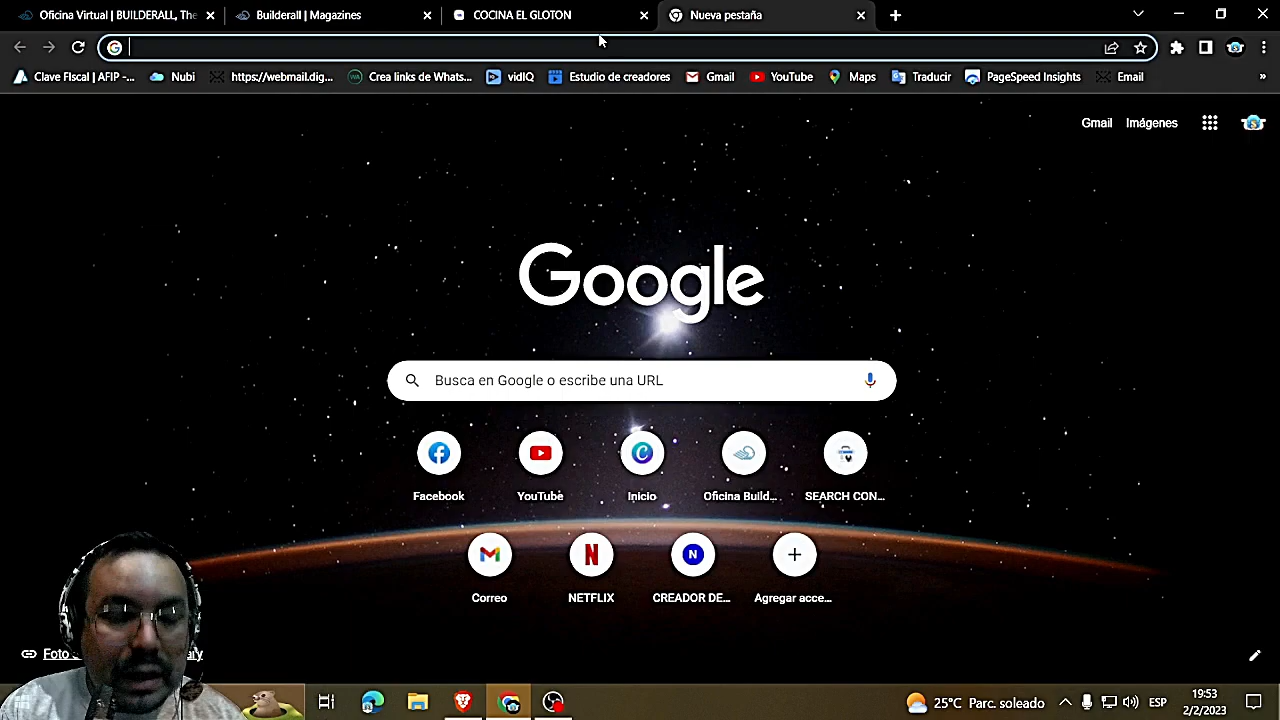 Oficina Virtual | BUILDERALL, The
Builderall | Magazines
COCINA EL GLOTON
Nueva pestaña
Clave FIscal | AFIP -...
Nubi
https://webmail.dig...
Crea links de Whats...
vidIQ
Estudio de creadores
Gmail
YouTube
Maps
Traducir
PageSpeed Insights
Email
»
Gmail
Imágenes
Google
Busca en Google o escribe una URL
Facebook
YouTube
Inicio
Oficina Build...
SEARCH CON...
Correo
NETFLIX
CREADOR DE...
Agregar acce...
Foto
25°C Parc. soleado
ESP
19:53
2/2/2023